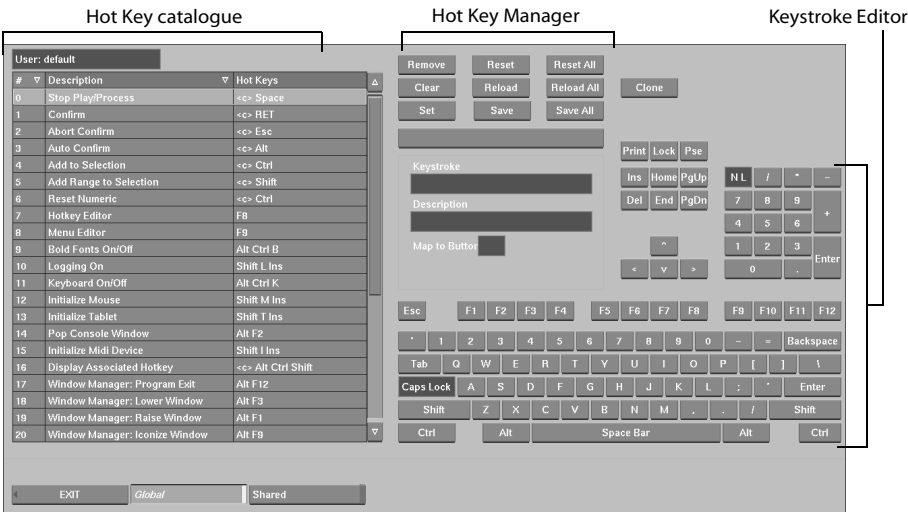 Hot Key catalogue
Hot Key Manager
Keystroke Editor
User: default
# Description Hot Keys
0 Stop Play/Process <c> Space
1 Confirm <c> RET
2 Abort Confirm <c> Esc
3 Auto Confirm <c> Alt
4 Add to Selection <c> Ctrl
5 Add Range to Selection <c> Shift
6 Reset Numeric <c> Ctrl
7 Hotkey Editor F8
8 Menu Editor F9
9 Bold Fonts On/Off Alt Ctrl B
10 Logging On Shift L Ins
11 Keyboard On/Off Alt Ctrl K
12 Initialize Mouse Shift M Ins
13 Initialize Tablet Shift T Ins
14 Pop Console Window Alt F2
15 Initialize Midi Device Shift I Ins
16 Display Associated Hotkey <c> Alt Ctrl Shift
17 Window Manager: Program Exit Alt F12
18 Window Manager: Lower Window Alt F3
19 Window Manager: Raise Window Alt F1
20 Window Manager: Iconize Window Alt F9
EXIT Global Shared
Remove Reset Reset All
Clear Reload Reload All Clone
Set Save Save All
Keystroke
Description
Map to Button
Print Lock Pse
Ins Home PgUp
Del End PgDn
^
< v >
N L / * -
7 8 9 +
4 5 6
1 2 3 Enter
0 .
Esc F1 F2 F3 F4 F5 F6 F7 F8 F9 F10 F11 F12
` 1 2 3 4 5 6 7 8 9 0 - = Backspace
Tab Q W E R T Y U I O P [ ] \
Caps Lock A S D F G H J K L ; ' Enter
Shift Z X C V B N M , . / Shift
Ctrl Alt Space Bar Alt Ctrl